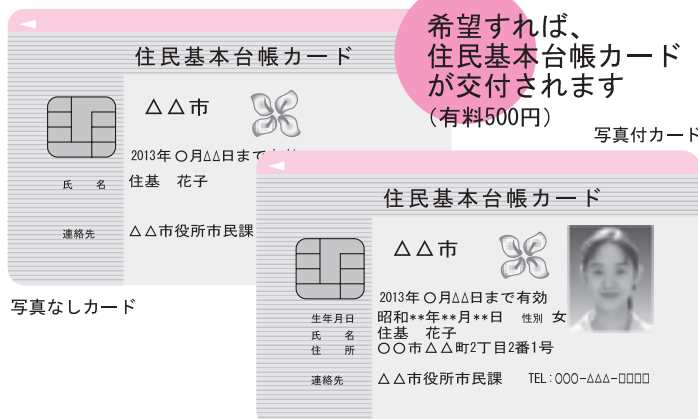 希望すれば、
住民基本台帳カード
が交付されます
(有料500円)
住民基本台帳カード
△△市
2013年○月△△日まで
氏 名 住基 花子
連絡先 △△市役所市民課
写真なしカード
写真付カード
住民基本台帳カード
△△市
2013年○月△△日まで有効
生年月日 昭和**年**月**日 性別 女
氏 名 住基 花子
住 所 ○○市△△町2丁目2番1号
連絡先 △△市役所市民課 TEL:○○○-△△△-□□□□